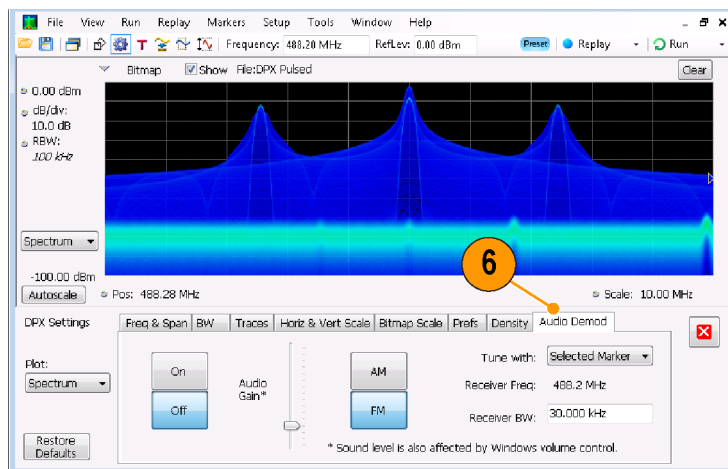 File View Run Replay Markers Setup Tools Window Help
T Frequency: 488.20 MHz RefLev: 0.00 dBm Preset Replay Run
Bitmap Show File:DPX Pulsed Clear
0.00 dBm
dB/div:
10.0 dB
RBW:
100 kHz
Spectrum
-100.00 dBm
6
Autoscale Pos: 488.28 MHz Scale: 10.00 MHz
DPX Settings Freq & Span BW Traces Horiz & Vert Scale Bitmap Scale Prefs Density Audio Demod
Plot:
Spectrum
On
Off
Audio
Gain*
AM
FM
Tune with: Selected Marker
Receiver Freq: 488.2 MHz
Receiver BW: 30.000 kHz
Restore
Defaults
* Sound level is also affected by Windows volume control.